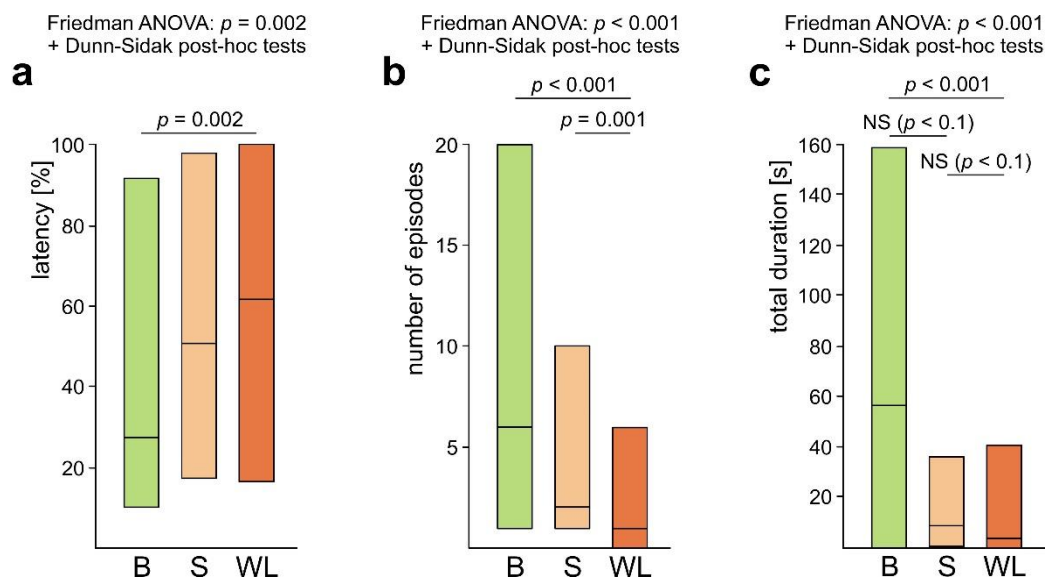 Friedman ANOVA: p = 0.002
+ Dunn-Sidak post-hoc tests
a
p = 0.002
latency [%]
100
80
60
40
20
B S WL
Friedman ANOVA: p < 0.001
+ Dunn-Sidak post-hoc tests
b
p < 0.001
p = 0.001
number of episodes
20
15
10
5
B S WL
Friedman ANOVA: p < 0.001
+ Dunn-Sidak post-hoc tests
c
p < 0.001
NS (p < 0.1)
NS (p < 0.1)
total duration [s]
160
140
120
160
80
60
40
20
B S WL